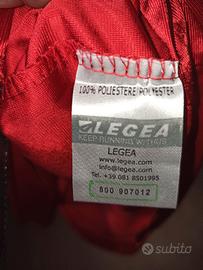 100% POLIESTERE POLYESTER
LEGEA
KEEP RUNNING WITH US
LEGEA
www.legea.com
info@legea.com
Tel +39 081 8501995
800 907012
subito